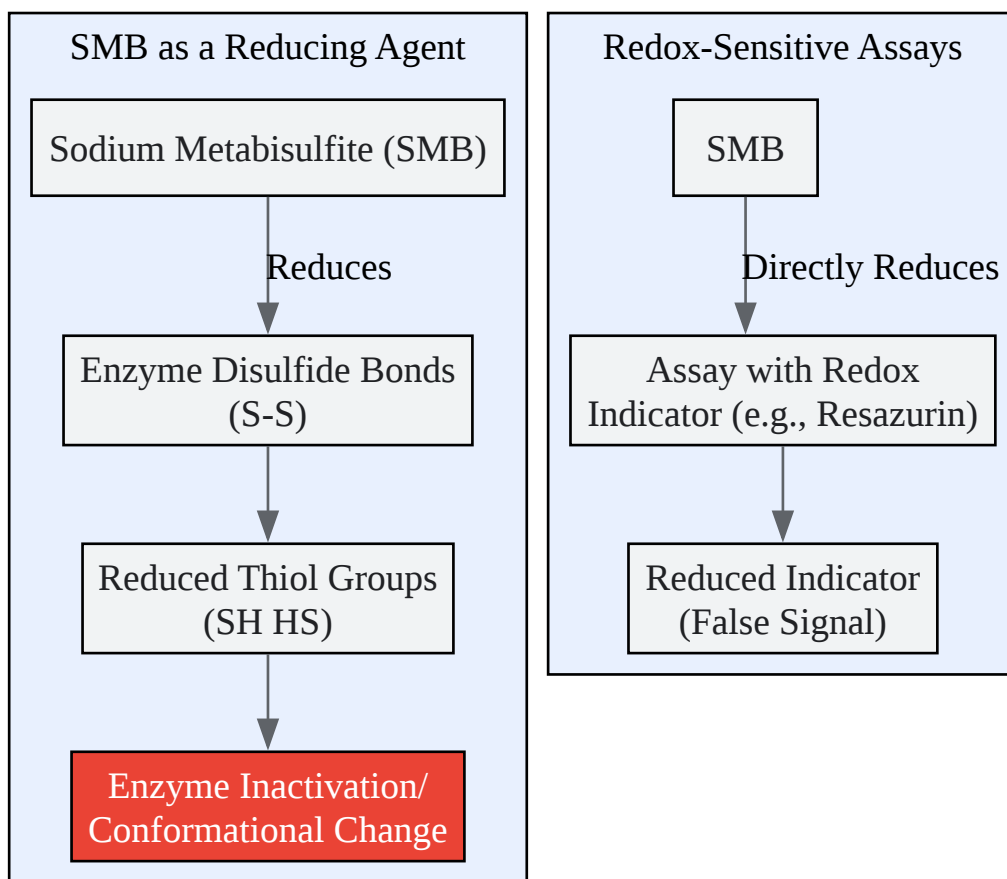 SMB as a Reducing Agent
Sodium Metabisulfite (SMB)
Reduces
Enzyme Disulfide Bonds
(S-S)
Reduced Thiol Groups
(SH HS)
Enzyme Inactivation/
Conformational Change
Redox-Sensitive Assays
SMB
Directly Reduces
Assay with Redox
Indicator (e.g., Resazurin)
Reduced Indicator
(False Signal)